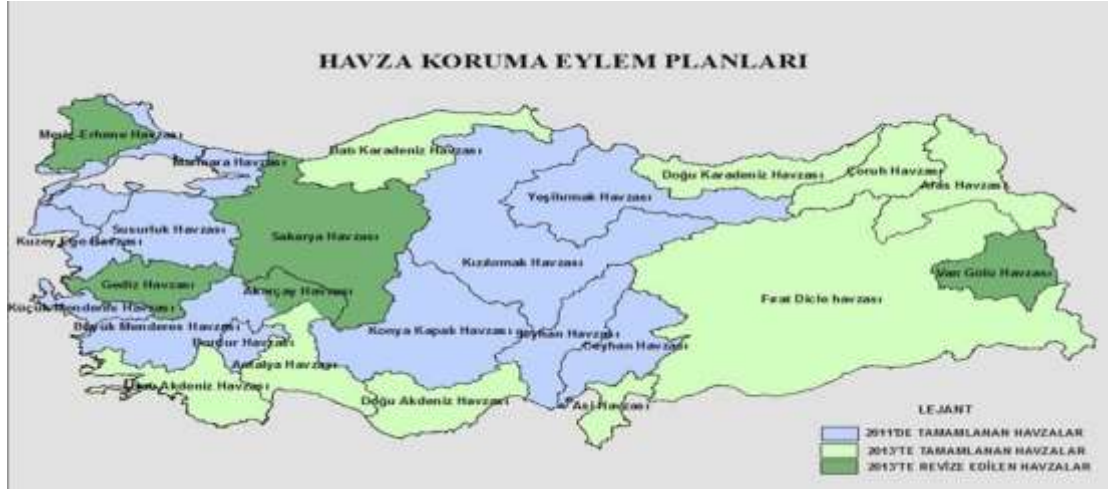 HAVZA KORUMA EYLEM PLANLARI
Meriç-Ergene Havzası
Marmara Havzası
Batı Karadeniz Havzası
Doğu Karadeniz Havzası
Çoruh Havzası
Aras Havzası
Yeşilırmak Havzası
Susurluk Havzası
Sakarya Havzası
Kuzey Ege Havzası
Kızılırmak Havzası
Van Gölü Havzası
Gediz Havzası
Akarçay Havzası
Fırat Dicle havzası
Küçük Menderes Havzası
Büyük Menderes Havzası
Konya Kapalı Havzası
Seyhan Havzası
Burdur Havzası
Ceyhan Havzası
Antalya Havzası
Batı Akdeniz Havzası
Doğu Akdeniz Havzası
Asi Havzası
LEJANT
2011'DE TAMAMLANAN HAVZALAR
2013'TE TAMAMLANAN HAVZALAR
2013'TE REVİZE EDİLEN HAVZALAR